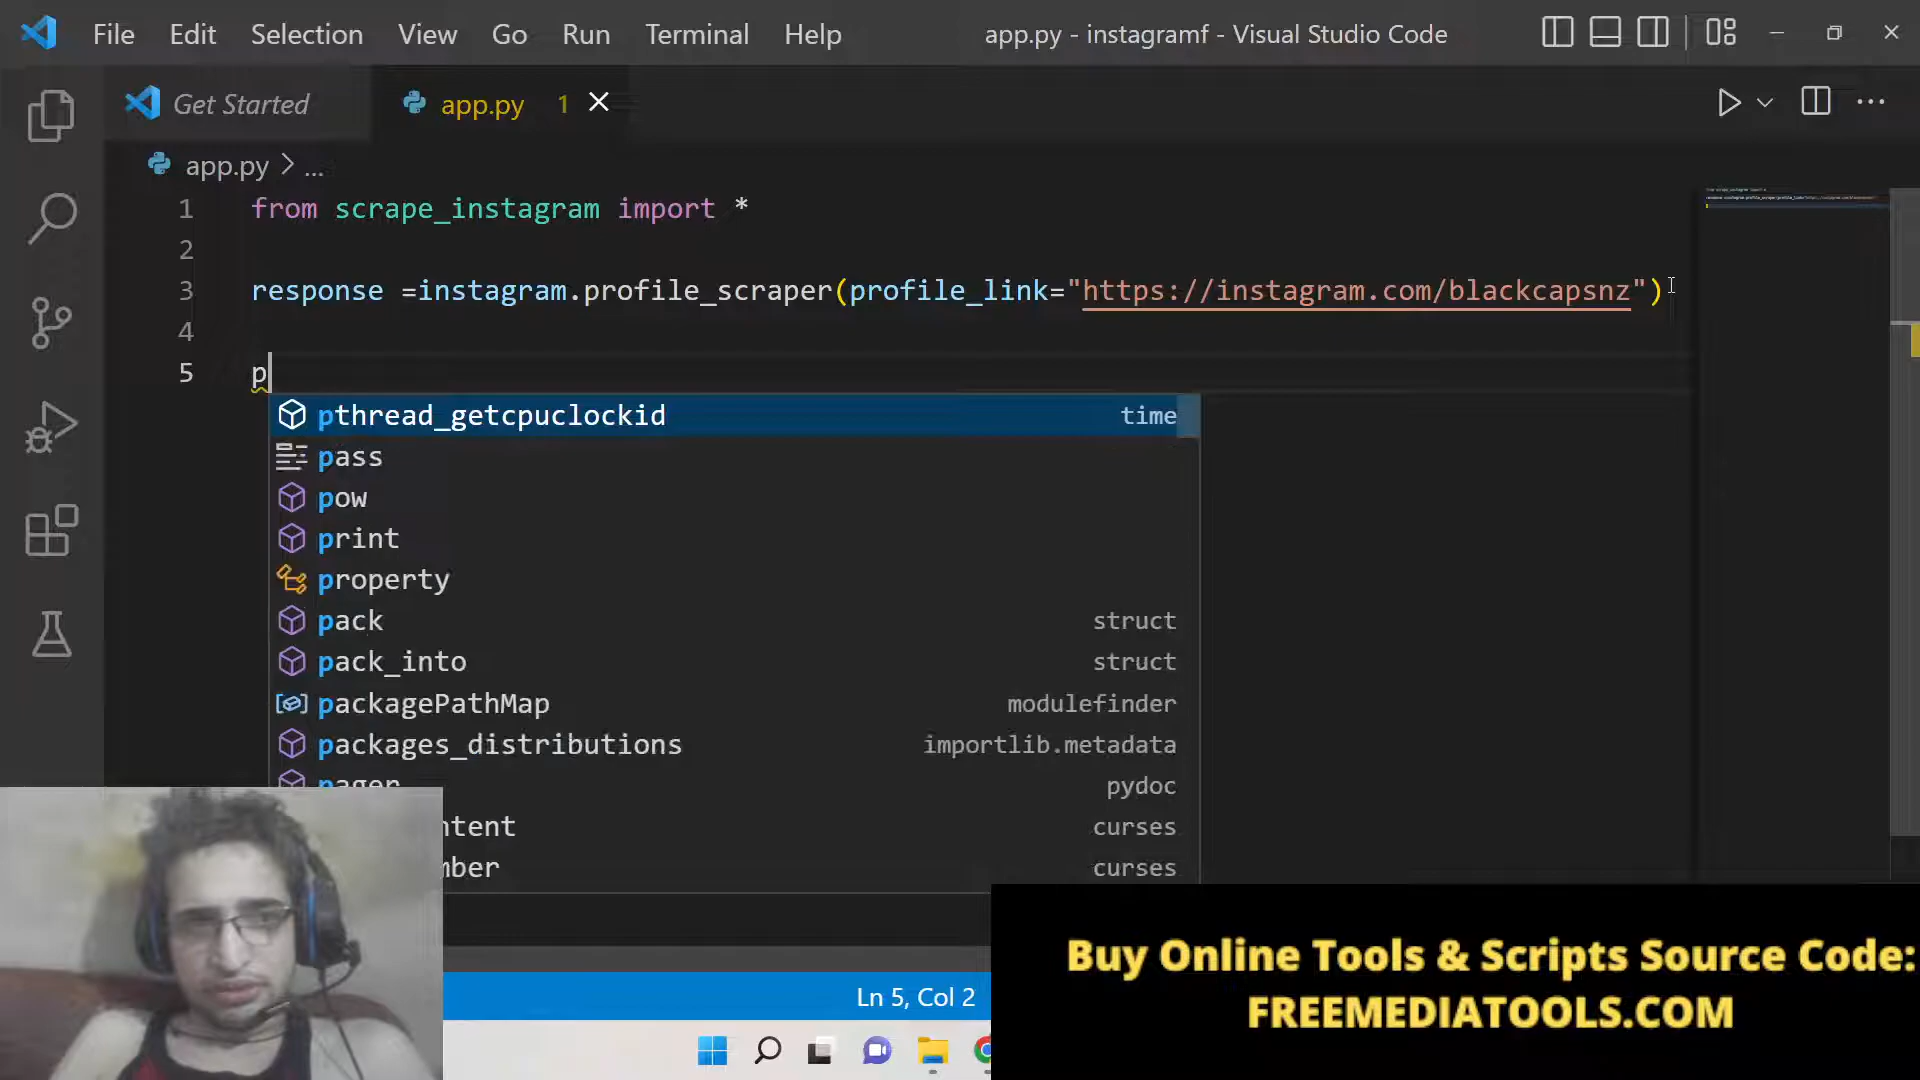 File Edit Selection View Go Run Terminal Help app.py - instagramf - Visual Studio Code
Get Started app.py 1
app.py > ...
1 from scrape_instagram import *
2
3 response =instagram.profile_scraper(profile_link="https://instagram.com/blackcapsnz")
4
5 p
pthread_getcpuclockid time
pass
pow
print
property
pack struct
pack_into struct
packagePathMap modulefinder
packages_distributions importlib.metadata
pager pydoc
ntent curses
mber curses
Buy Online Tools & Scripts Source Code:
FREEMEDIATOOLS.COM
Ln 5, Col 2